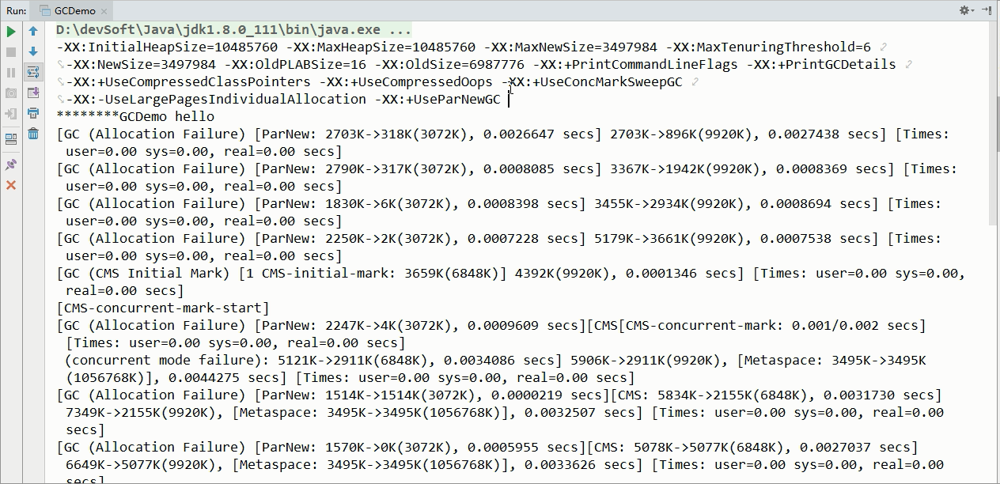 Run: GCDemo
D:\devSoft\Java\jdk1.8.0_111\bin\java.exe ...
-XX:InitialHeapSize=10485760 -XX:MaxHeapSize=10485760 -XX:MaxNewSize=3497984 -XX:MaxTenuringThreshold=6
-XX:NewSize=3497984 -XX:OldPLABSize=16 -XX:OldSize=6987776 -XX:+PrintCommandLineFlags -XX:+PrintGCDetails
-XX:+UseCompressedClassPointers -XX:+UseCompressedOops -XX:+UseConcMarkSweepGC
-XX:-UseLargePagesIndividualAllocation -XX:+UseParNewGC
********GCDemo hello
[GC (Allocation Failure) [ParNew: 2703K->318K(3072K), 0.0026647 secs] 2703K->896K(9920K), 0.0027438 secs] [Times:
user=0.00 sys=0.00, real=0.00 secs]
[GC (Allocation Failure) [ParNew: 2790K->317K(3072K), 0.0008085 secs] 3367K->1942K(9920K), 0.0008369 secs] [Times:
user=0.00 sys=0.00, real=0.00 secs]
[GC (Allocation Failure) [ParNew: 1830K->6K(3072K), 0.0008398 secs] 3455K->2934K(9920K), 0.0008694 secs] [Times:
user=0.00 sys=0.00, real=0.00 secs]
[GC (Allocation Failure) [ParNew: 2250K->2K(3072K), 0.0007228 secs] 5179K->3661K(9920K), 0.0007538 secs] [Times:
user=0.00 sys=0.00, real=0.00 secs]
[GC (CMS Initial Mark) [1 CMS-initial-mark: 3659K(6848K)] 4392K(9920K), 0.0001346 secs] [Times: user=0.00 sys=0.00,
real=0.00 secs]
[CMS-concurrent-mark-start]
[GC (Allocation Failure) [ParNew: 2247K->4K(3072K), 0.0009609 secs][CMS[CMS-concurrent-mark: 0.001/0.002 secs]
[Times: user=0.00 sys=0.00, real=0.00 secs]
(concurrent mode failure): 5121K->2911K(6848K), 0.0034086 secs] 5906K->2911K(9920K), [Metaspace: 3495K->3495K
(1056768K)], 0.0044275 secs] [Times: user=0.00 sys=0.00, real=0.00 secs]
[GC (Allocation Failure) [ParNew: 1514K->1514K(3072K), 0.0000219 secs][CMS: 5834K->2155K(6848K), 0.0031730 secs]
7349K->2155K(9920K), [Metaspace: 3495K->3495K(1056768K)], 0.0032507 secs] [Times: user=0.00 sys=0.00, real=0.00
secs]
[GC (Allocation Failure) [ParNew: 1570K->0K(3072K), 0.0005955 secs][CMS: 5078K->5077K(6848K), 0.0027037 secs]
6649K->5077K(9920K), [Metaspace: 3495K->3495K(1056768K)], 0.0033626 secs] [Times: user=0.00 sys=0.00, real=0.00
secs]